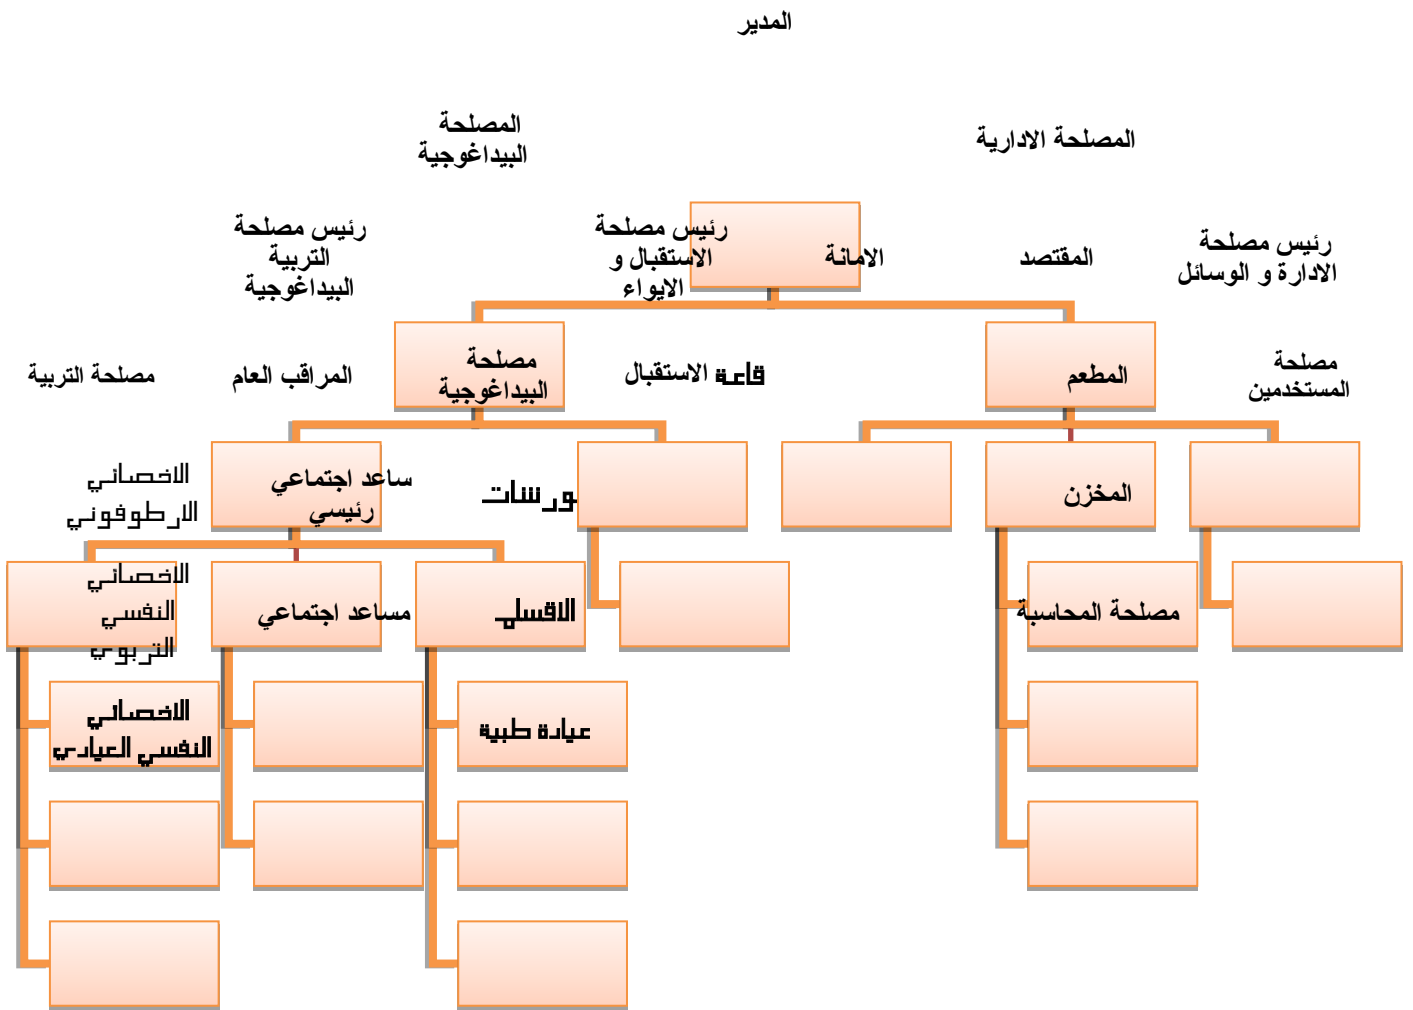 المدير
المصلحة الادارية
المصلحة
البيداغوجية
رئيس مصلحة
الادارة و الوسائل
المقتصد
الامانة
رئيس مصلحة
الاستقبال و
الايواء
رئيس مصلحة
التربية
البيداغوجية
مصلحة
المستخدمين
المطعم
قاعة الاستقبال
مصلحة
البيداغوجية
المراقب العام
مصلحة التربية
المخزن
ورشات
ساعد اجتماعي
رئيسي
الاخصائي
الارطوفوني
مصلحة المحاسبة
الاقسام
مساعد اجتماعي
الاخصائي
النفسي
التربوي
عيادة طبية
الاخصائي
النفسي العيادي